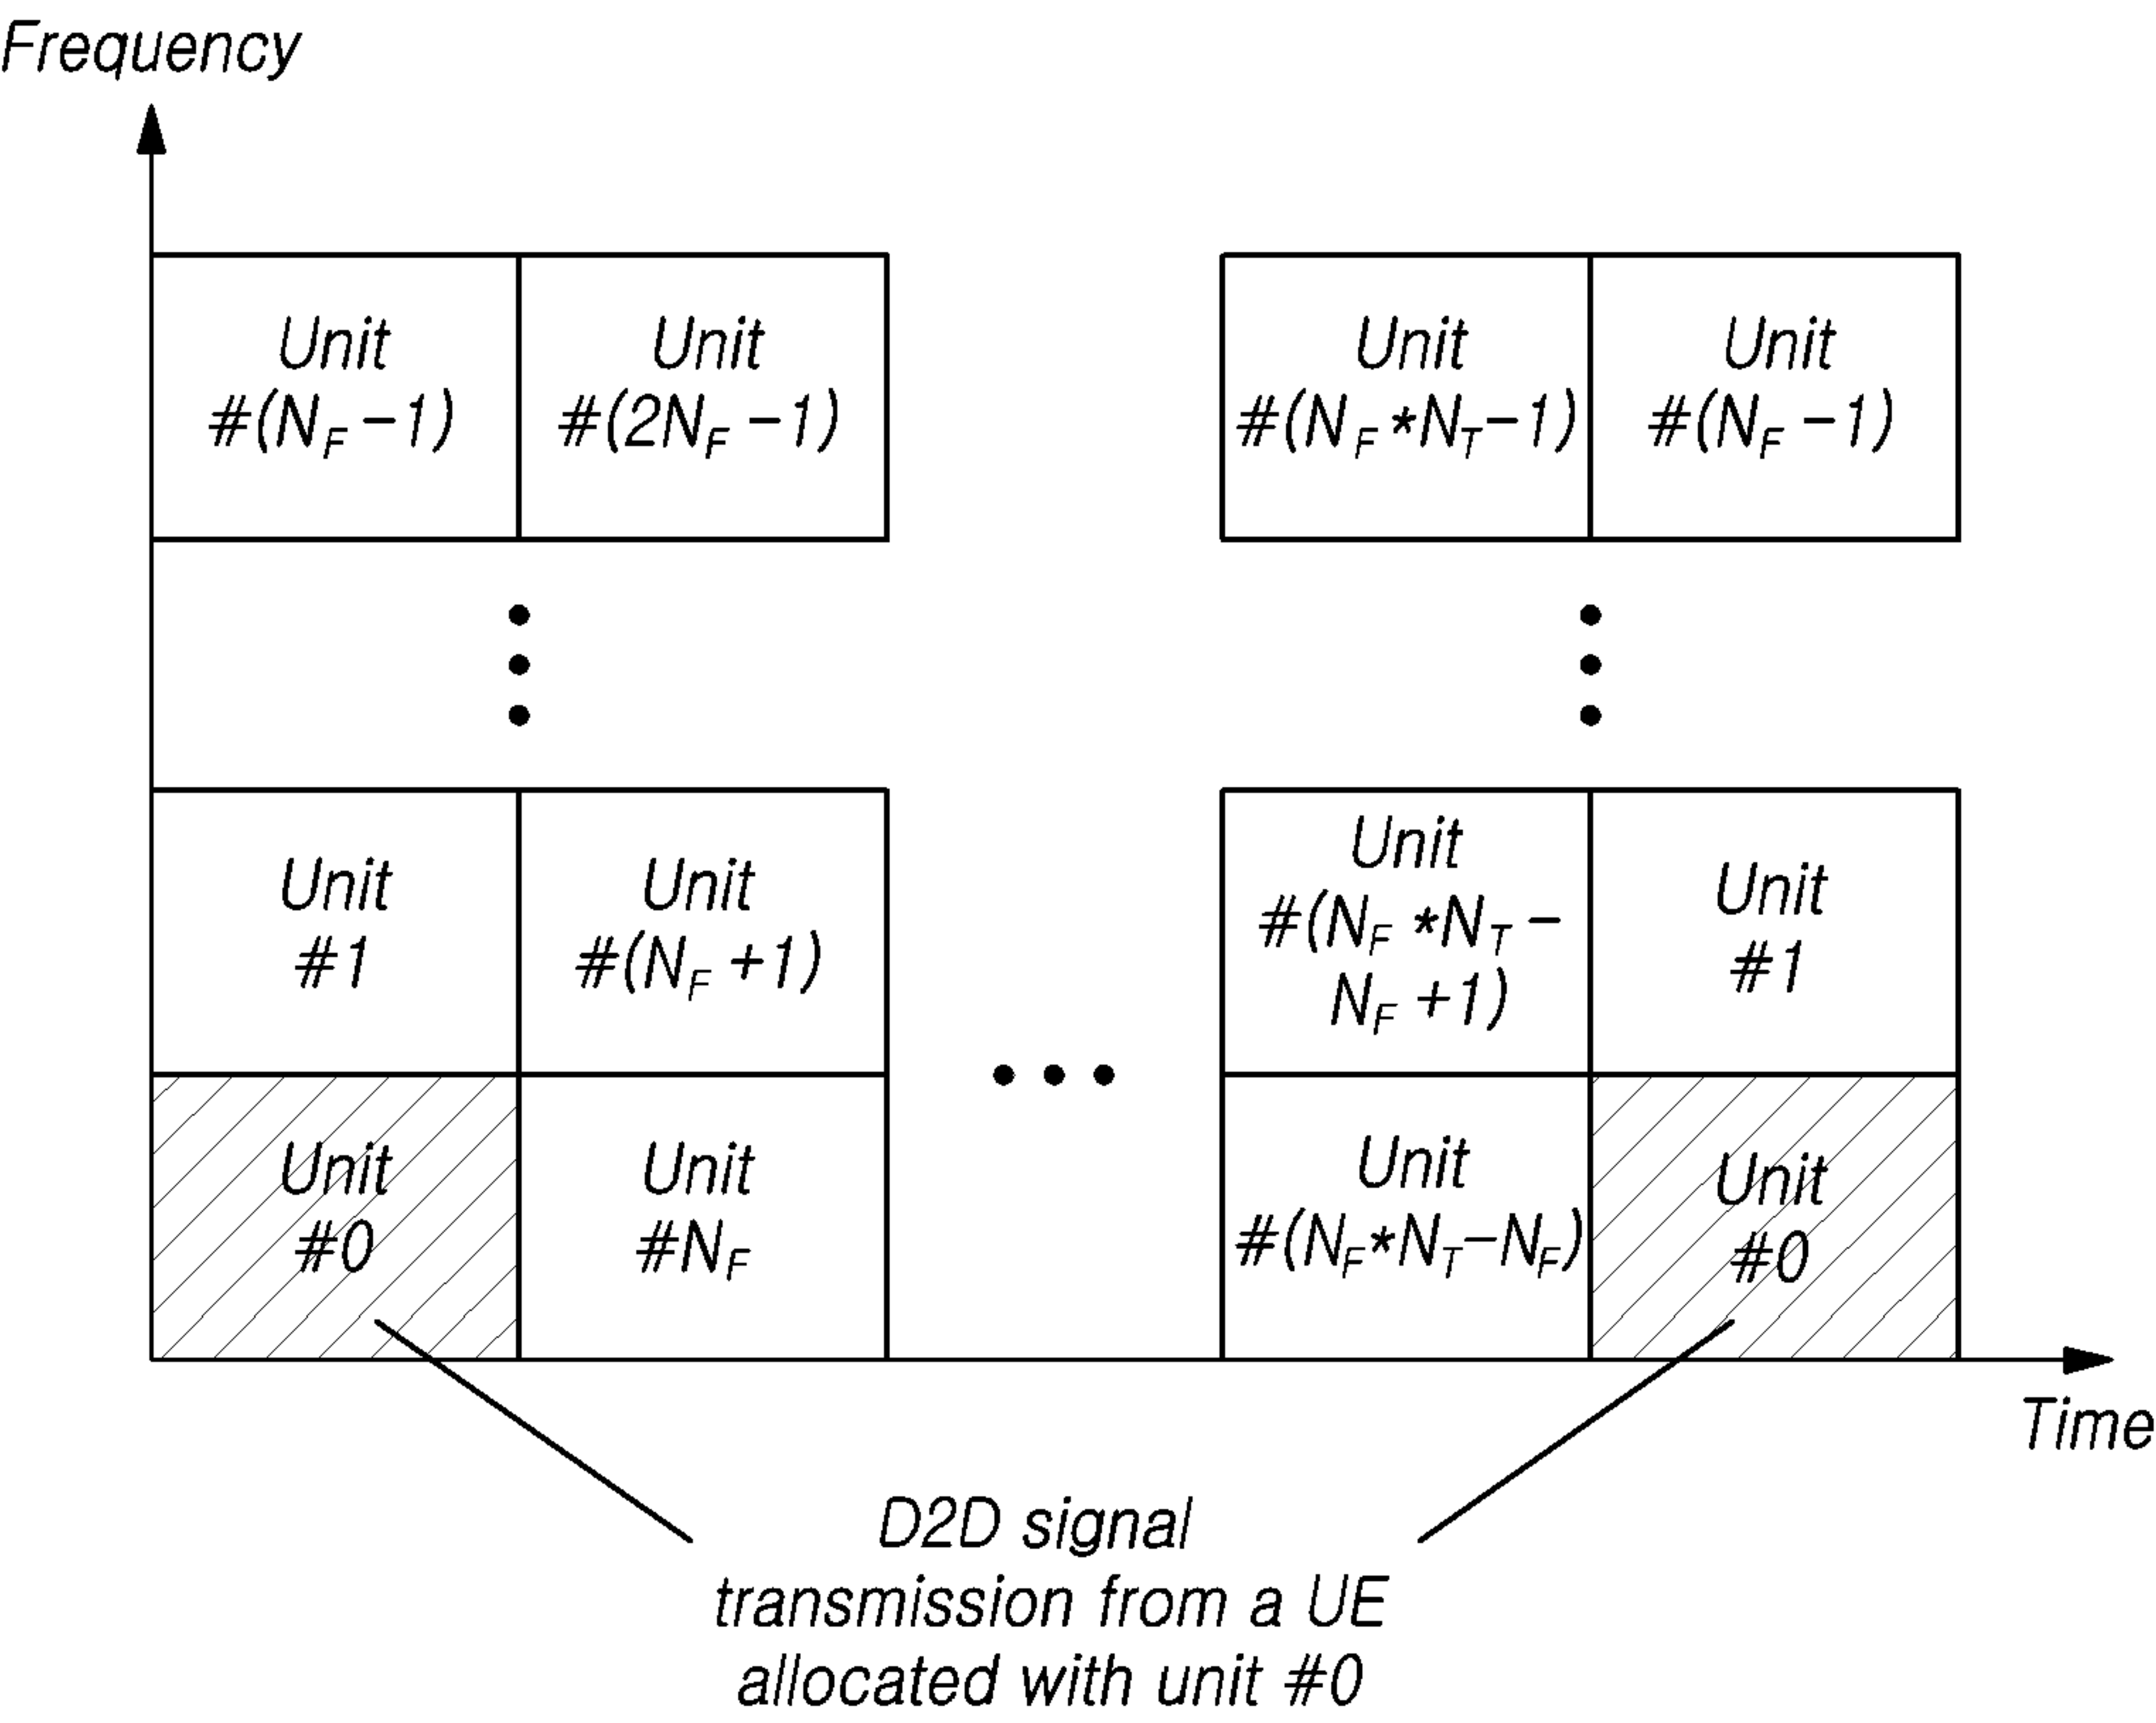 Frequency
Unit
#(N_F -1)
Unit
#(2N_F -1)
Unit
#(N_F *N_T-1)
Unit
#(N_F -1)
Unit
#1
Unit
#(N_F +1)
Unit
#(N_F *N_T -
N_F +1)
Unit
#1
Unit
#0
Unit
#N_F
Unit
#(N_F*N_T-N_F)
Unit
#0
Time
D2D signal
transmission from a UE
allocated with unit #0